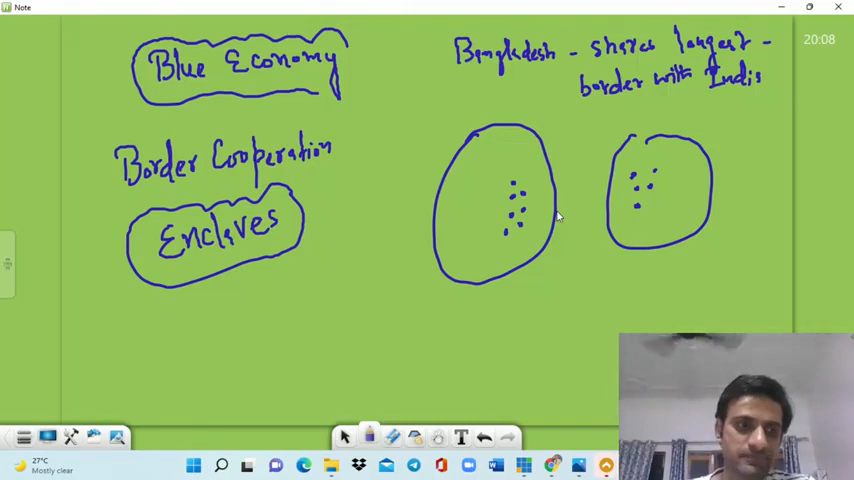 Note
20:08
Blue Economy
Bangladesh - shares longest -
border with India
Border Cooperation
Enclaves
27°C
Mostly clear